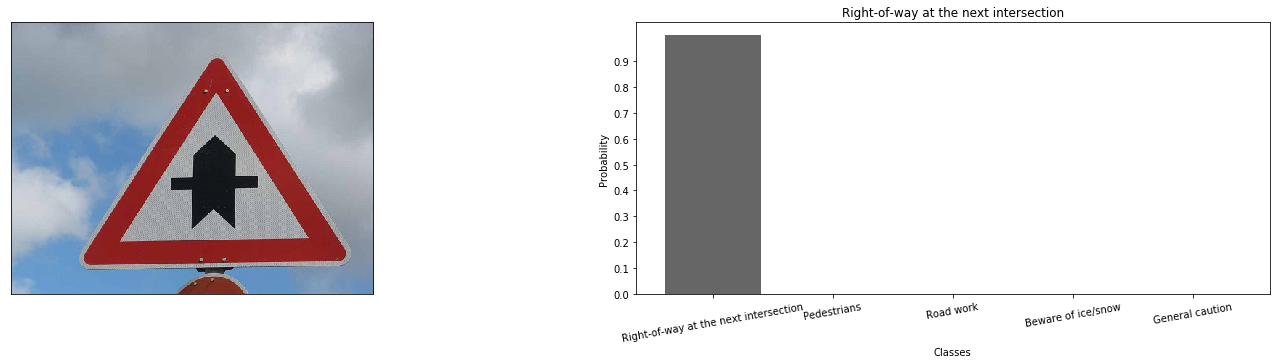 Right-of-way at the next intersection
Probability
0.9
0.8
0.7
0.6
0.5
0.4
0.3
0.2
0.1
0.0
Right-of-way at the next intersection
Pedestrians
Road work
Beware of ice/snow
General caution
Classes